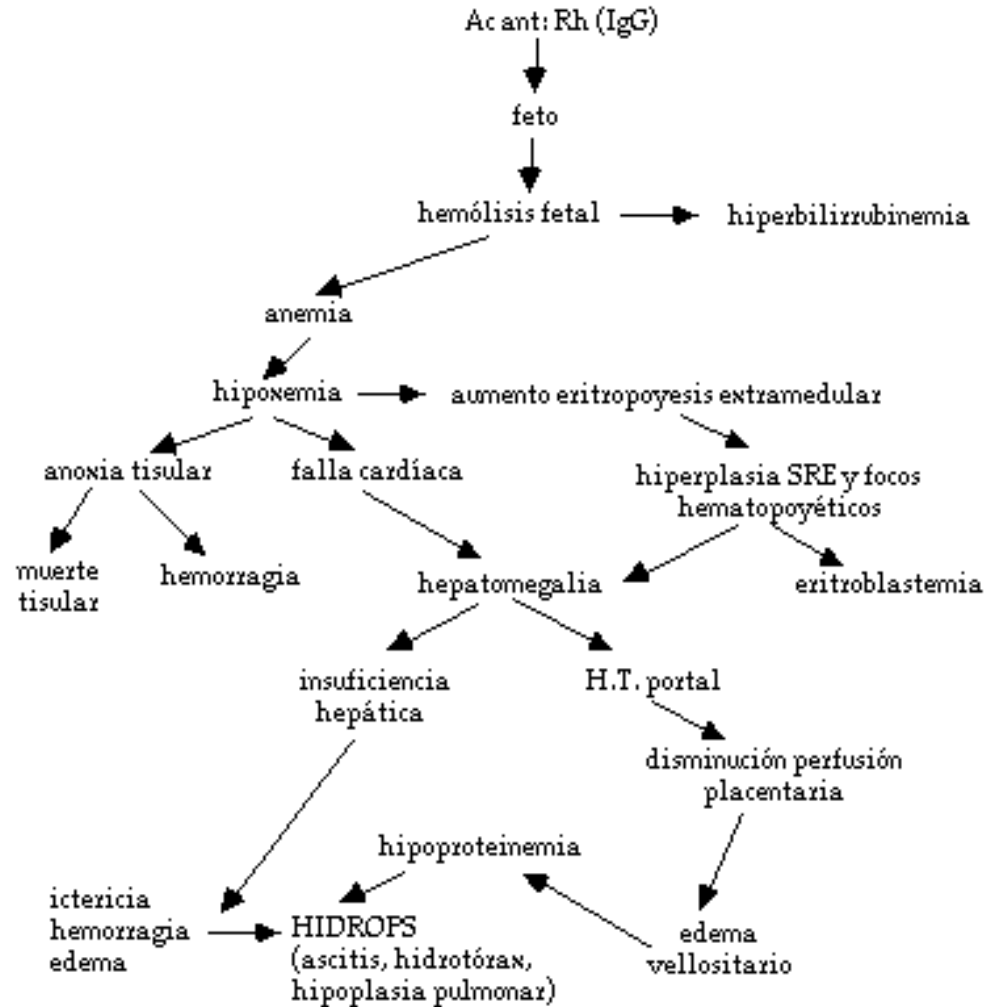 Ac ant: Rh (IgG)
feto
hemólisis fetal
hiperbilirrubinemia
anemia
hipoxemia
aumento eritropoyesis extramedular
anoxia tisular
falla cardíaca
hiperplasia SRE y focos
hematopoyéticos
muerte
tisular
hemorragia
hepatomegalia
eritroblastemia
insuficiencia
hepática
H.T. portal
disminución perfusión
placentaria
hipoproteinemia
ictericia
hemorragia
edema
HIDROPS
(ascitis, hidrotórax,
hipoplasia pulmonar)
edema
vellositario